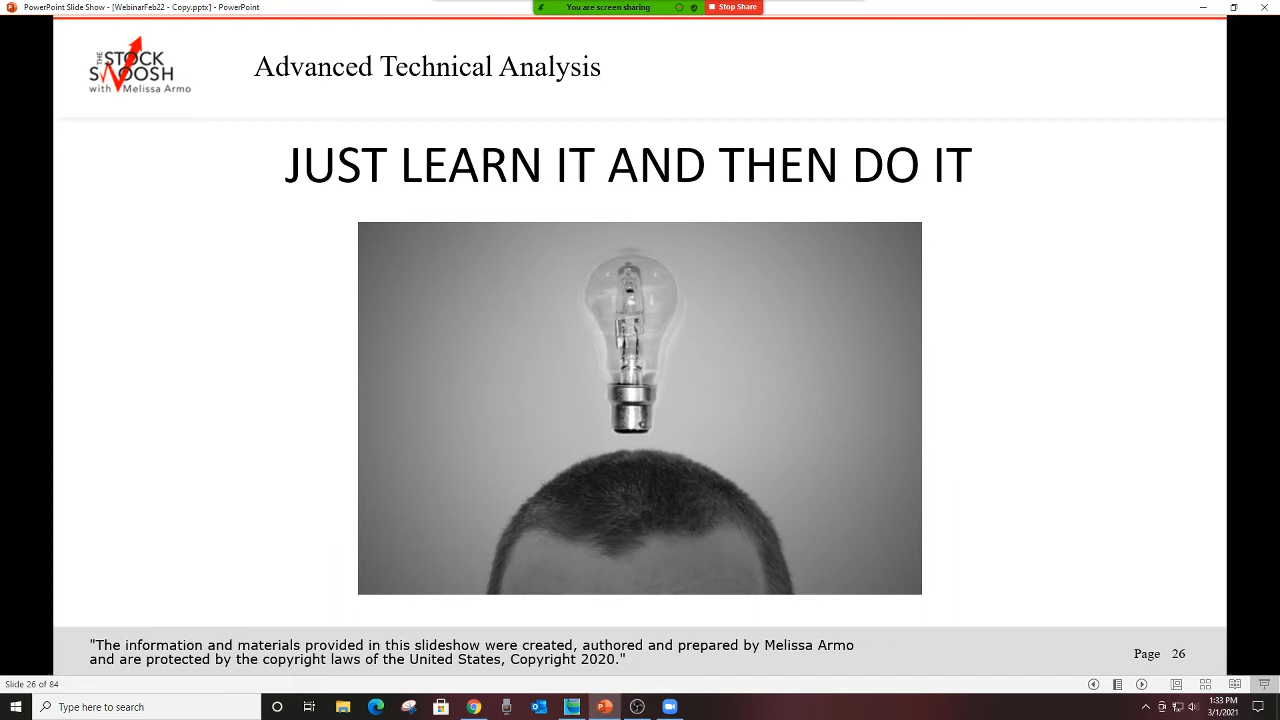 PowerPoint Slide Show - [WebinarFeb22 - Copy.pptx] - PowerPoint
You are screen sharing
Stop Share
THE STOCK
SWOOSH
with Melissa Armo
Advanced Technical Analysis
JUST LEARN IT AND THEN DO IT
"The information and materials provided in this slideshow were created, authored and prepared by Melissa Armo
and are protected by the copyright laws of the United States, Copyright 2020."
Page 26
Slide 26 of 84
Type here to search
1:33 PM
3/1/2021